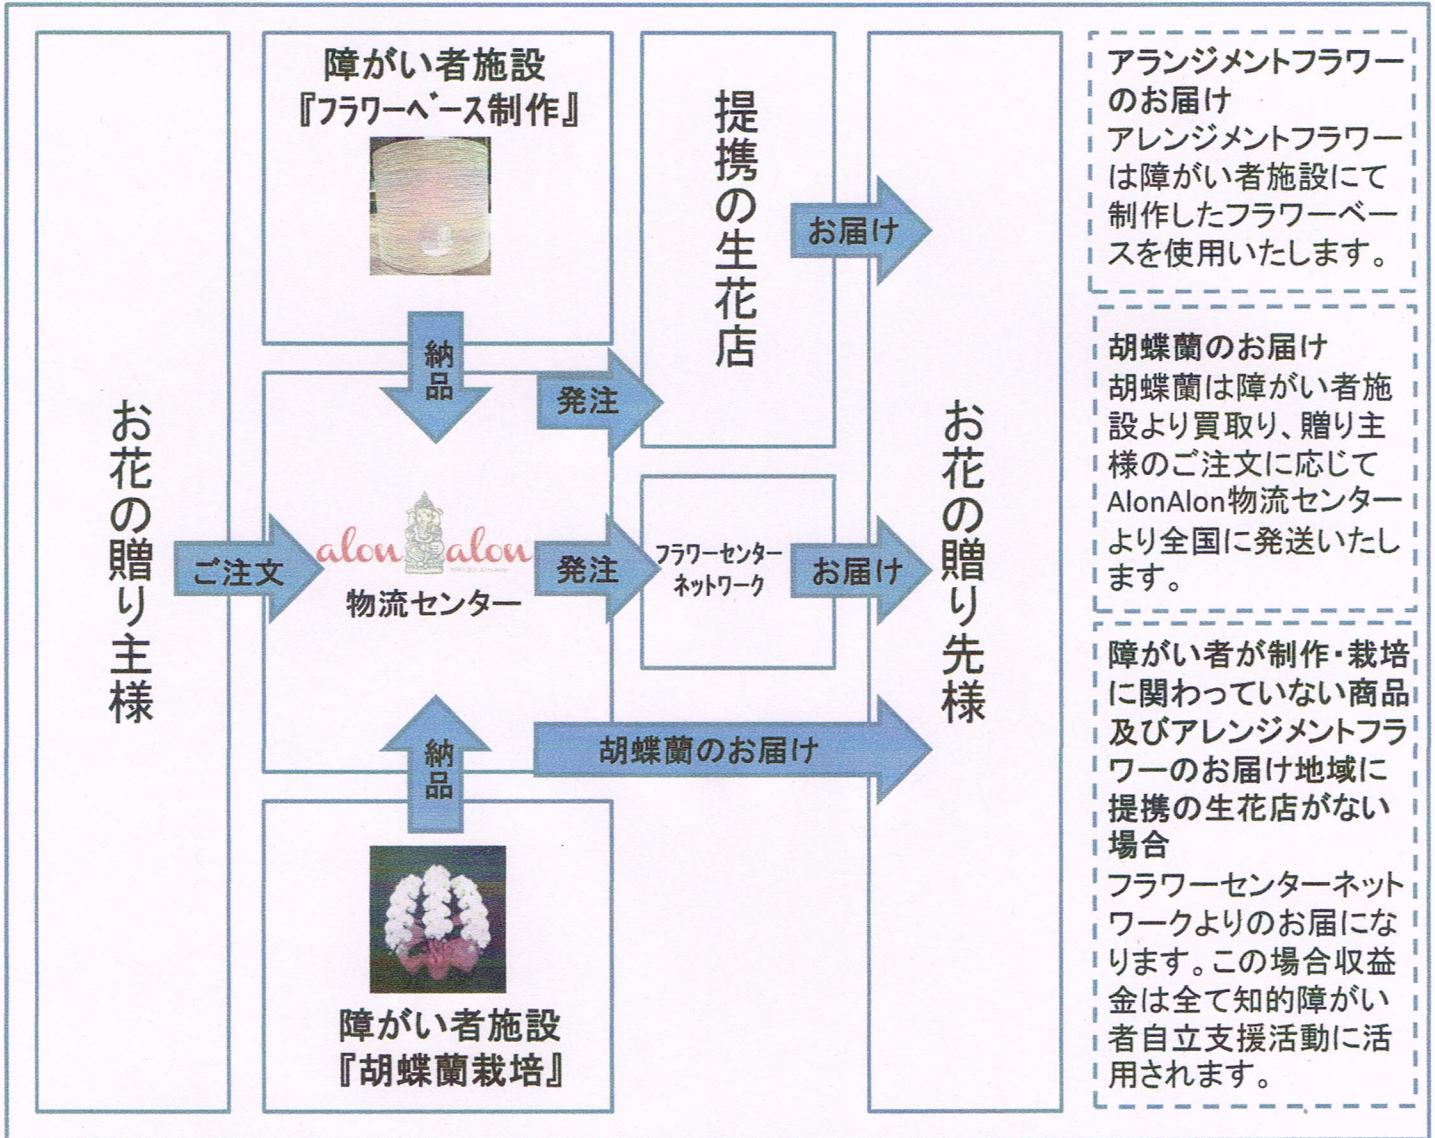 お花の贈り主様
ご注文
障がい者施設
『フラワーベース制作』
納品
alon alon
物流センター
納品
障がい者施設
『胡蝶蘭栽培』
発注
発注
提携の生花店
フラワーセンター
ネットワーク
お届け
お届け
胡蝶蘭のお届け
お花の贈り先様
アランジメントフラワー
のお届け
アレンジメントフラワー
は障がい者施設にて
制作したフラワーベー
スを使用いたします。
胡蝶蘭のお届け
胡蝶蘭は障がい者施
設より買取り、贈り主
様のご注文に応じて
AlonAlon物流センター
より全国に発送いたし
ます。
障がい者が制作・栽培
に関わっていない商品
及びアレンジメントフラ
ワーのお届け地域に
提携の生花店がない
場合
フラワーセンターネット
ワークよりのお届にな
ります。この場合収益
金は全て知的障がい
者自立支援活動に活
用されます。